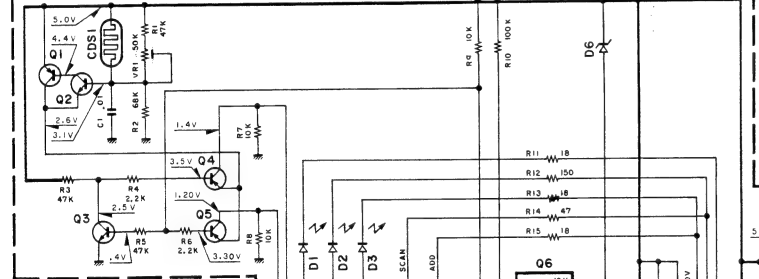 5.0V
4.4V
Q1
Q2
2.6V
3.1V
CDS1
.01
C1
R1
47K
50K
VR1
68K
R2
1.4V
R7
10K
R9
10K
R10
100K
D6
3.5V
Q4
R3
47K
R4
2.2K
1.20V
Q5
2.5V
Q3
.4V
R5
47K
R6
2.2K
3.30V
R8
10K
D1
D2
D3
SCAN
ADD
R11 18
R12 150
R13 18
R14 47
R15 18
Q6
5